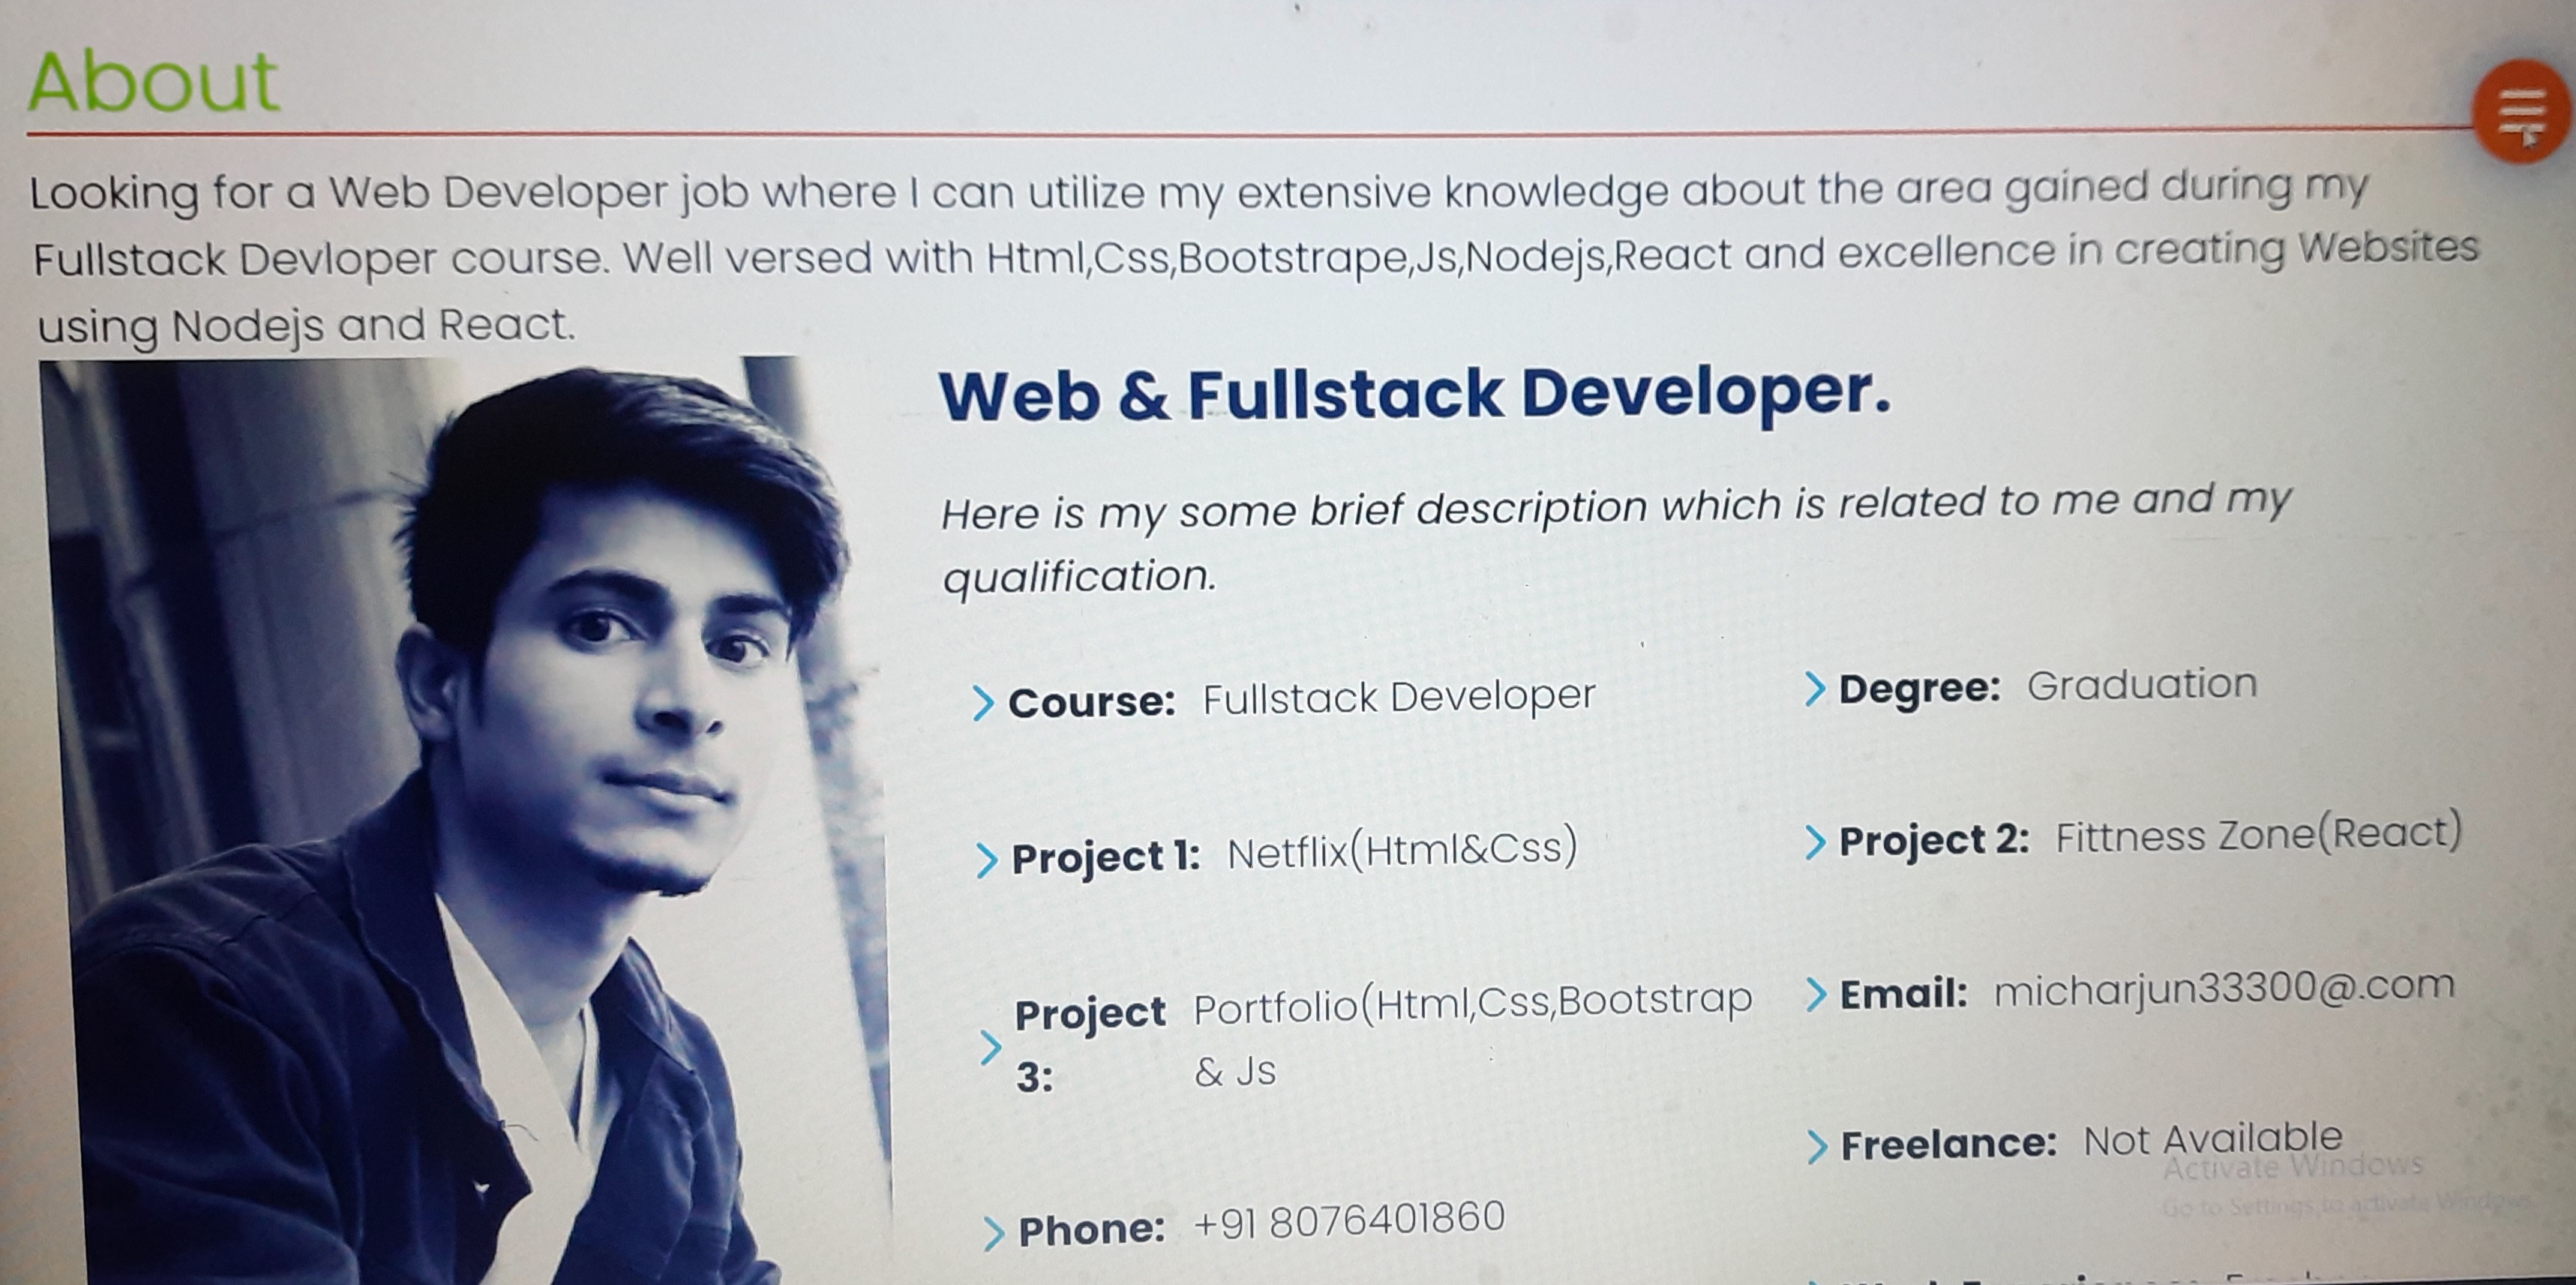 About
Looking for a Web Developer job where I can utilize my extensive knowledge about the area gained during my
Fullstack Devloper course. Well versed with Html,Css,Bootstrape,Js,Nodejs,React and excellence in creating Websites
using Nodejs and React.
Web & Fullstack Developer.
Here is my some brief description which is related to me and my
qualification.
Course: Fullstack Developer
Degree: Graduation
Project 1: Netflix(Html&Css)
Project 2: Fittness Zone(React)
Project Portfolio(Html,Css,Bootstrap
3: & Js
Email: micharjun33300@.com
Freelance: Not Available
Activate Windows
Go to Settings to activate Windows.
Phone: +91 8076401860